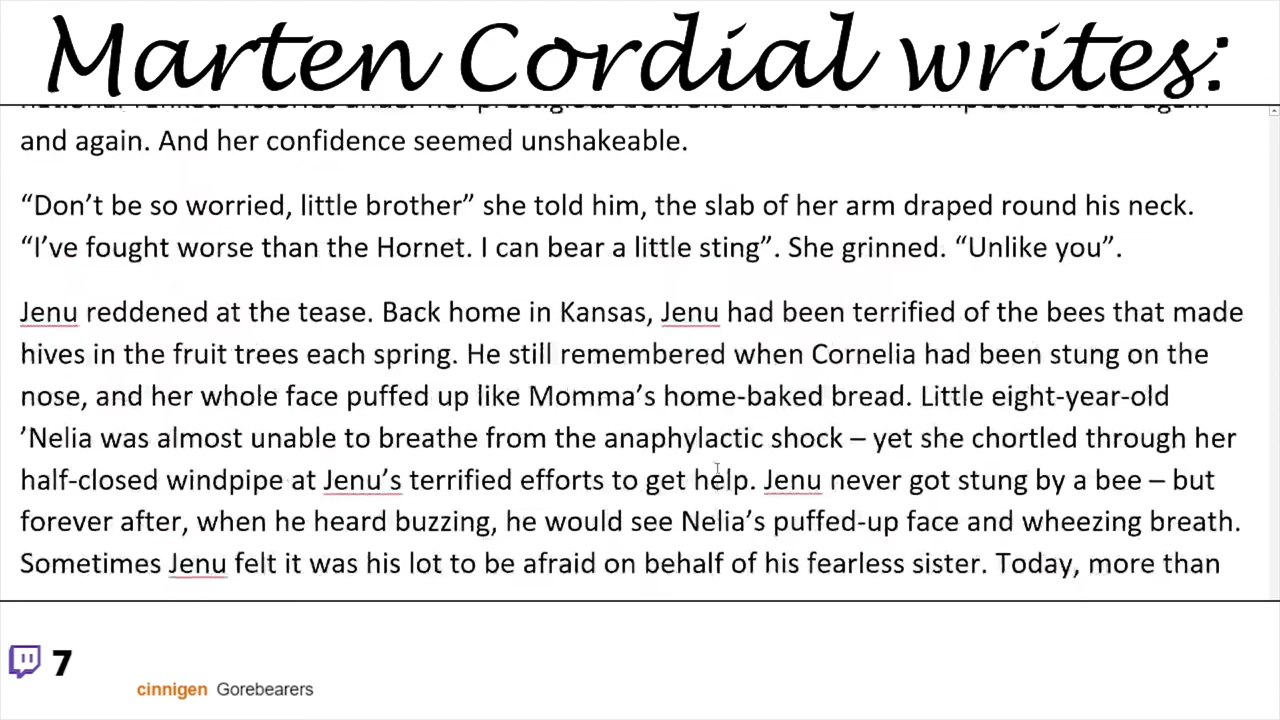 Marten Cordial writes:
and again. And her confidence seemed unshakeable.
“Don’t be so worried, little brother” she told him, the slab of her arm draped round his neck.
“I’ve fought worse than the Hornet. I can bear a little sting”. She grinned. “Unlike you”.
Jenu reddened at the tease. Back home in Kansas, Jenu had been terrified of the bees that made
hives in the fruit trees each spring. He still remembered when Cornelia had been stung on the
nose, and her whole face puffed up like Momma’s home-baked bread. Little eight-year-old
’Nelia was almost unable to breathe from the anaphylactic shock – yet she chortled through her
half-closed windpipe at Jenu’s terrified efforts to get help. Jenu never got stung by a bee – but
forever after, when he heard buzzing, he would see Nelia’s puffed-up face and wheezing breath.
Sometimes Jenu felt it was his lot to be afraid on behalf of his fearless sister. Today, more than
7
cinnigen Gorebearers